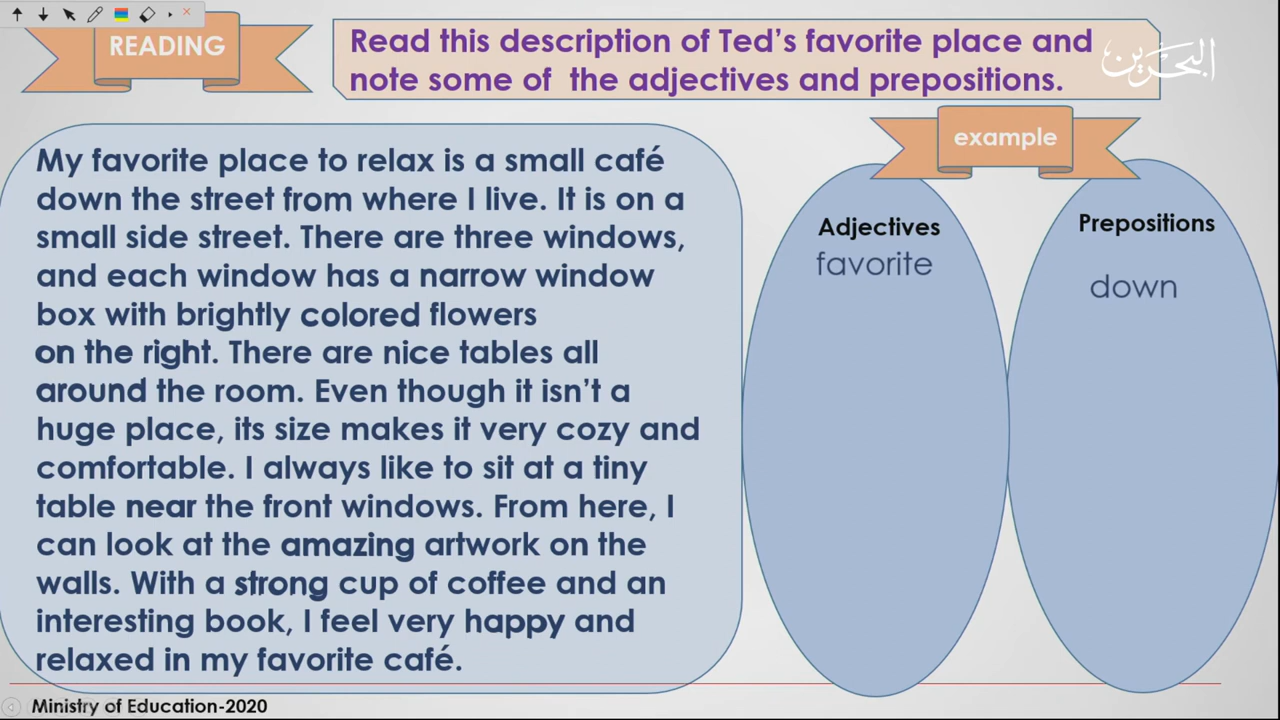 READING
Read this description of Ted's favorite place and
note some of the adjectives and prepositions.
البحرين
example
My favorite place to relax is a small café
down the street from where I live. It is on a
small side street. There are three windows,
and each window has a narrow window
box with brightly colored flowers
on the right. There are nice tables all
around the room. Even though it isn't a
huge place, its size makes it very cozy and
comfortable. I always like to sit at a tiny
table near the front windows. From here, I
can look at the amazing artwork on the
walls. With a strong cup of coffee and an
interesting book, I feel very happy and
relaxed in my favorite café.
Adjectives
favorite
Prepositions
down
Ministry of Education-2020